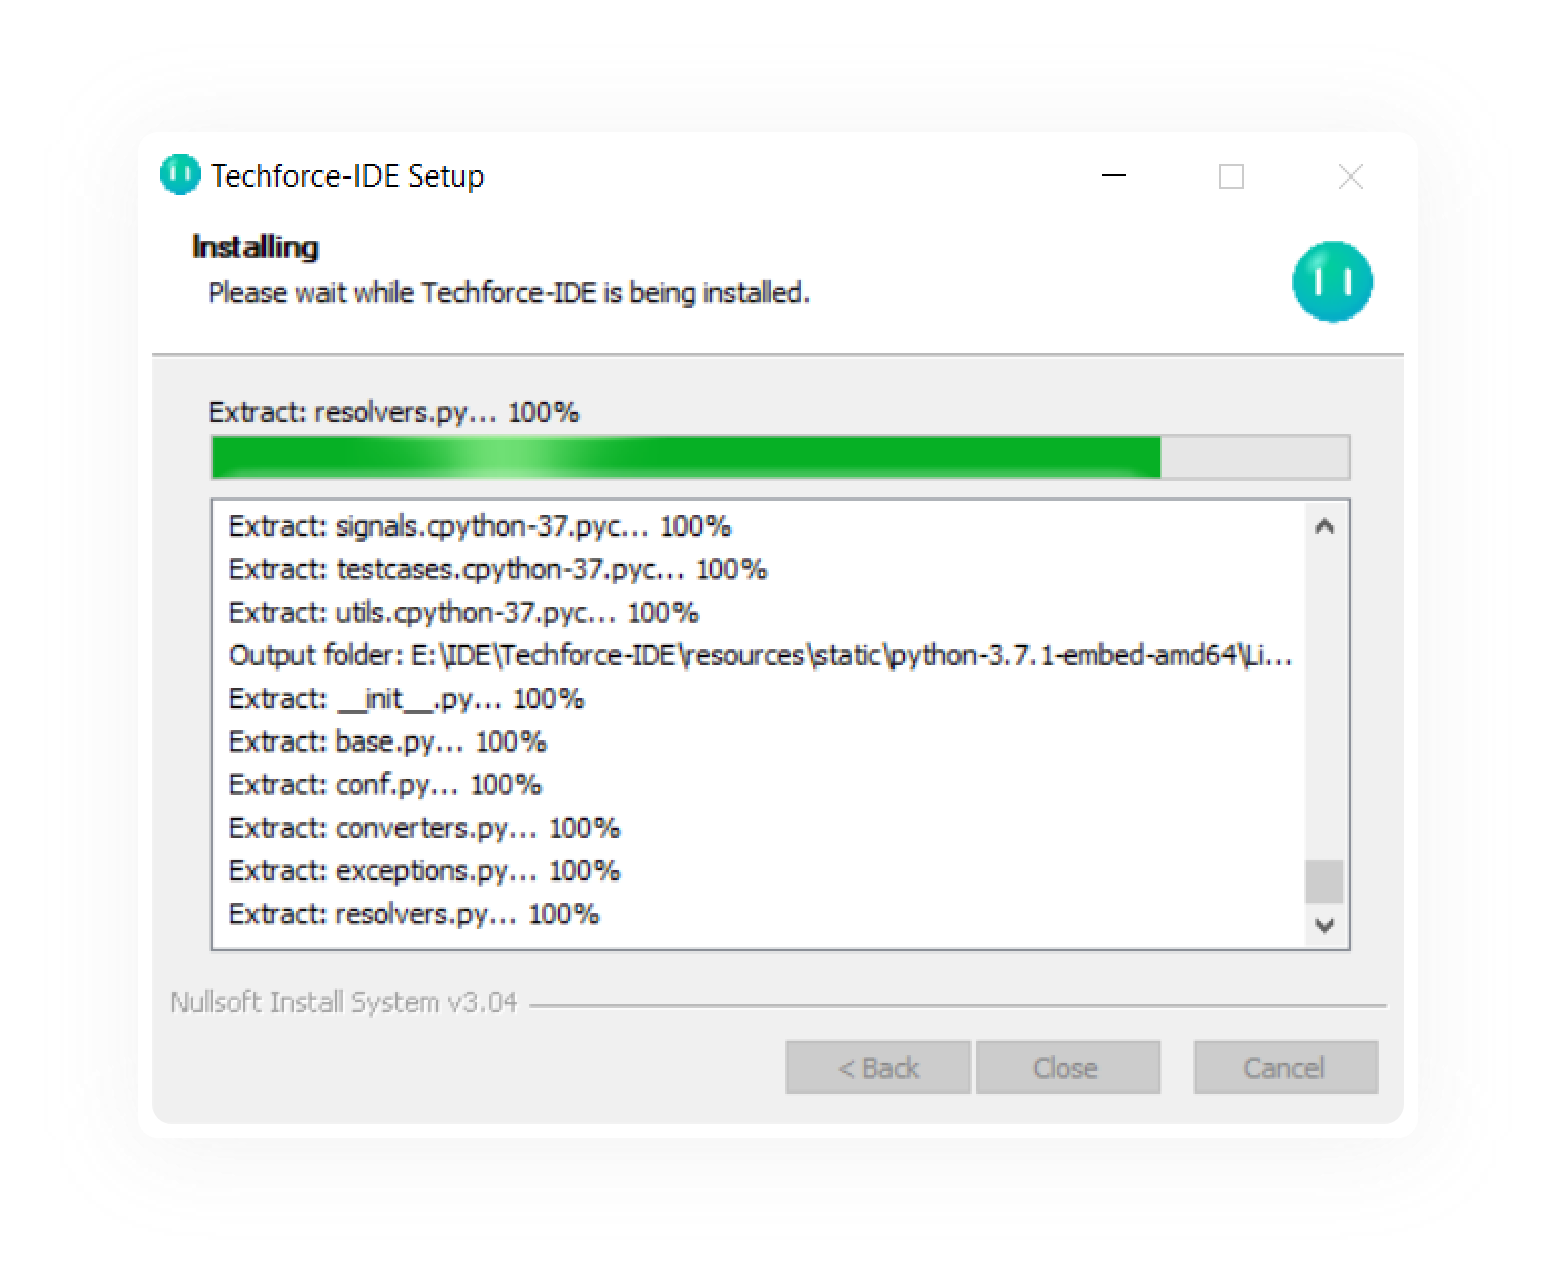 Techforce-IDE Setup
Installing
Please wait while Techforce-IDE is being installed.
Extract: resolvers.py... 100%
Extract: signals.cpython-37.pyc... 100%
Extract: testcases.cpython-37.pyc... 100%
Extract: utils.cpython-37.pyc... 100%
Output folder: E:\IDE\Techforce-IDE\resources\static\python-3.7.1-embed-amd64\Li...
Extract: __init__.py... 100%
Extract: base.py... 100%
Extract: conf.py... 100%
Extract: converters.py... 100%
Extract: exceptions.py... 100%
Extract: resolvers.py... 100%
Nullsoft Install System v3.04
< Back Close Cancel